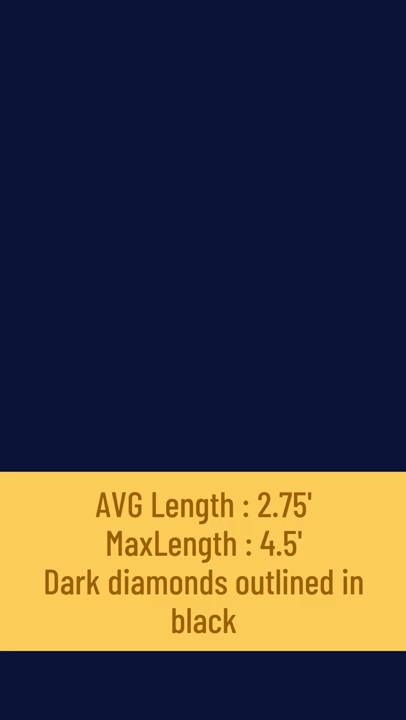 AVG Length : 2.75'
MaxLength : 4.5'
Dark diamonds outlined in
black